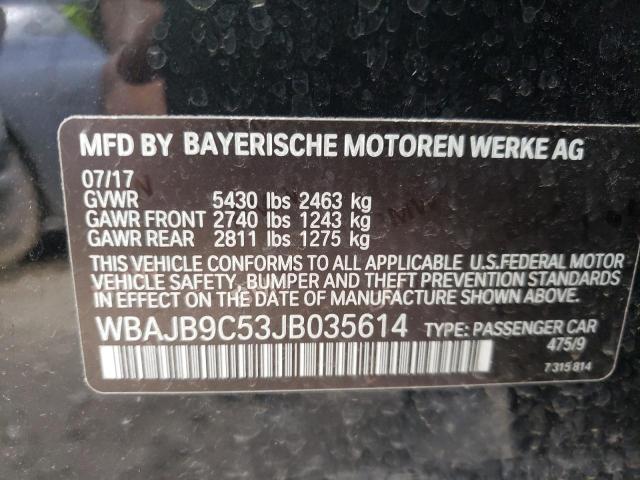 MFD BY BAYERISCHE MOTOREN WERKE AG
07/17
GVWR 5430 lbs 2463 kg
GAWR FRONT 2740 lbs 1243 kg
GAWR REAR 2811 lbs 1275 kg
THIS VEHICLE CONFORMS TO ALL APPLICABLE U.S.FEDERAL MOTOR
VEHICLE SAFETY, BUMPER AND THEFT PREVENTION STANDARDS IN
EFFECT ON THE DATE OF MANUFACTURE SHOWN ABOVE.
WBAJB9C53JB035614 TYPE: PASSENGER CAR
475/9
7 315 814